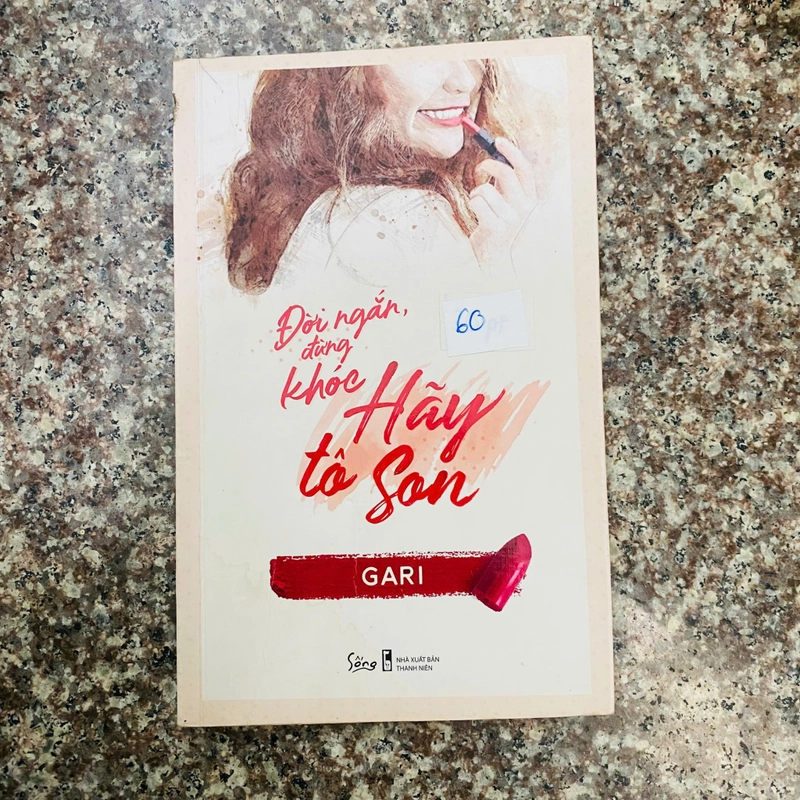 Đời ngắn,
đừng
khóc
Hãy
tô Son
60
GARI
Sống
NHÀ XUẤT BẢN
THANH NIÊN